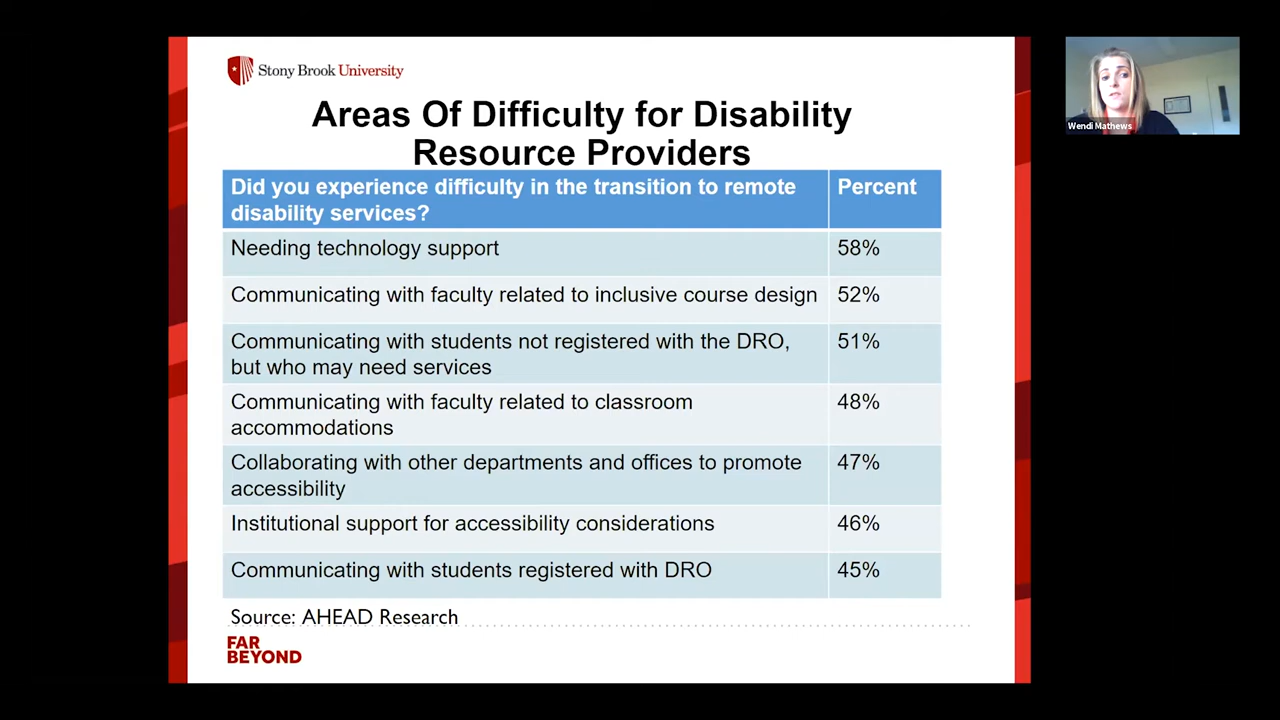 Stony Brook University
Areas Of Difficulty for Disability
Resource Providers
Did you experience difficulty in the transition to remote
disability services?
Percent
Needing technology support
58%
Communicating with faculty related to inclusive course design
52%
Communicating with students not registered with the DRO,
but who may need services
51%
Communicating with faculty related to classroom
accommodations
48%
Collaborating with other departments and offices to promote
accessibility
47%
Institutional support for accessibility considerations
46%
Communicating with students registered with DRO
45%
Source: AHEAD Research
FAR
BEYOND
Wendi Mathews